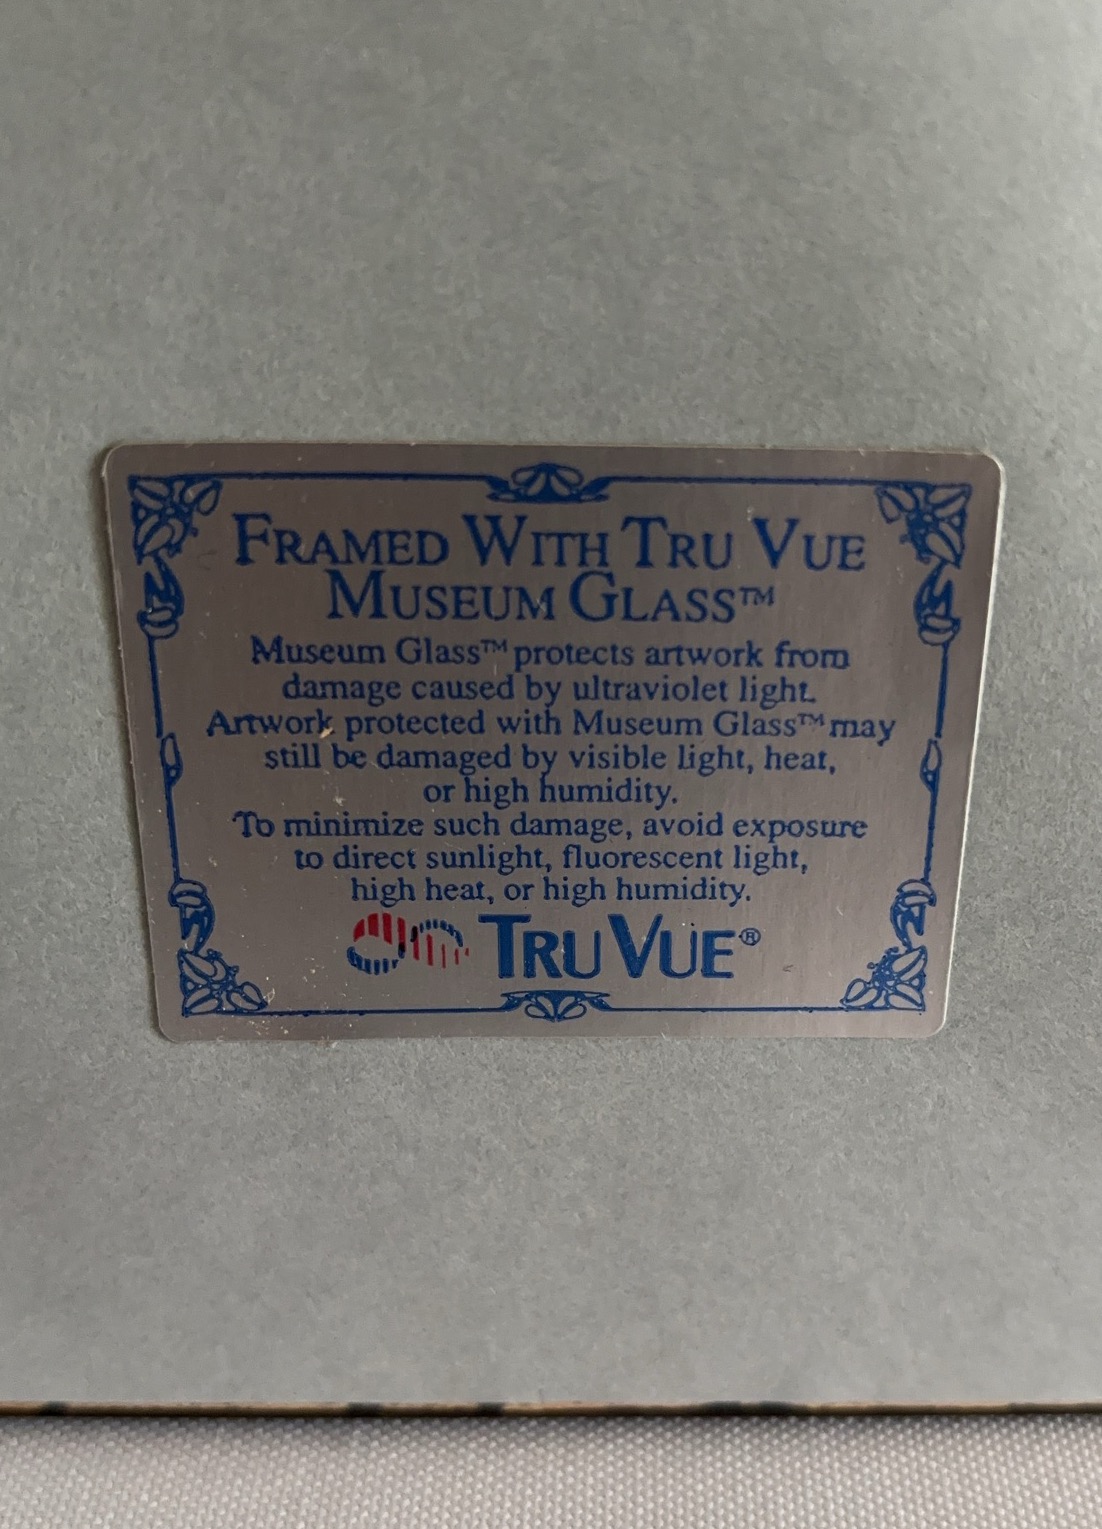 FRAMED WITH TRU VUE
MUSEUM GLASS™
Museum Glass™ protects artwork from
damage caused by ultraviolet light.
Artwork protected with Museum Glass™ may
still be damaged by visible light, heat,
or high humidity.
To minimize such damage, avoid exposure
to direct sunlight, fluorescent light,
high heat, or high humidity.
TRU VUE®